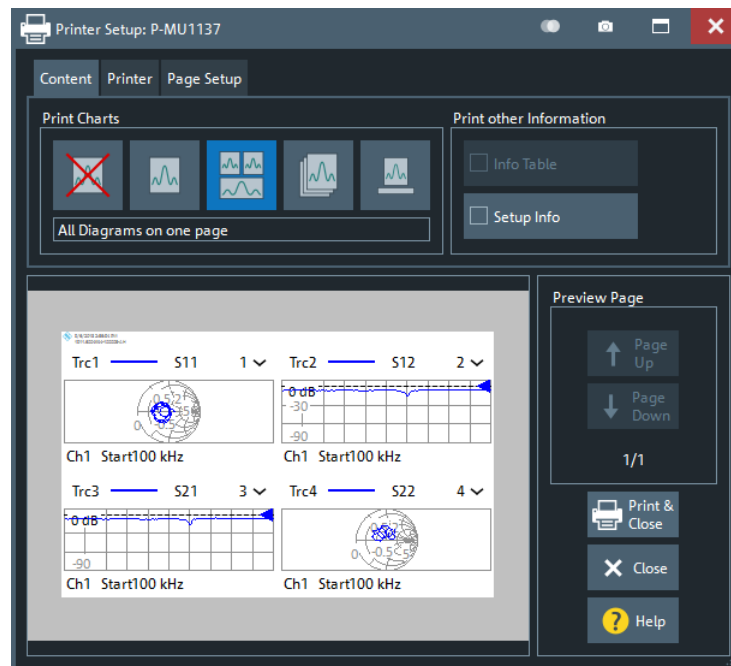 Printer Setup: P-MU1137
Content Printer Page Setup
Print Charts
All Diagrams on one page
Print other Information
Info Table
Setup Info
Trc1 S11 1
Ch1 Start100 kHz
Trc2 S12 2
0 dB
-30
-90
Ch1 Start100 kHz
Trc3 S21 3
0 dB
-90
Ch1 Start100 kHz
Trc4 S22 4
Ch1 Start100 kHz
Preview Page
Page
Up
Page
Down
1/1
Print &
Close
Close
? Help